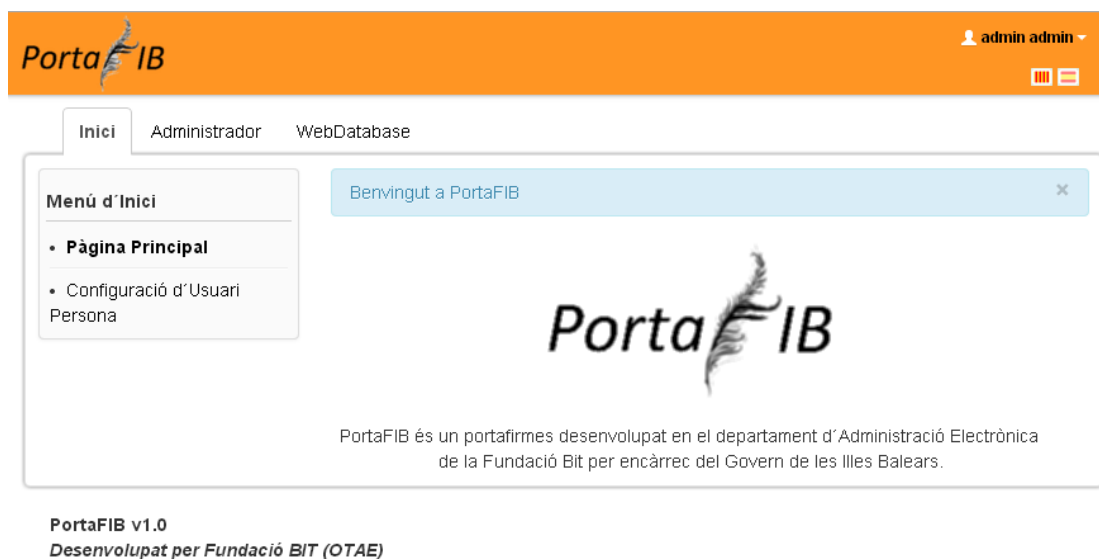 PortaFIB
admin admin
Inici Administrador WebDatabase
Menú d´Inici
• Pàgina Principal
• Configuració d´Usuari
Persona
Benvingut a PortaFIB ×
PortaFIB
PortaFIB és un portafirmes desenvolupat en el departament d´Administració Electrònica
de la Fundació Bit per encàrrec del Govern de les Illes Balears.
PortaFIB v1.0
Desenvolupat per Fundació BIT (OTAE)